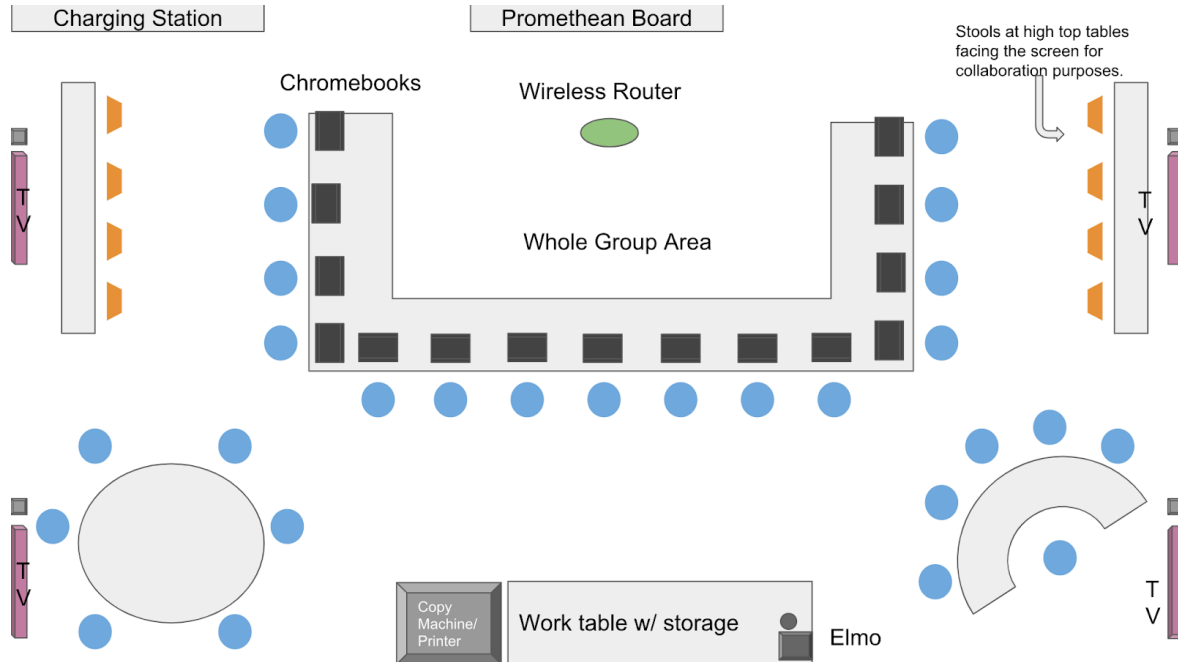 Charging Station
Promethean Board
Stools at high top tables
facing the screen for
collaboration purposes.
Chromebooks
Wireless Router
T
V
T
V
Whole Group Area
T
V
T
V
Copy
Machine/
Printer
Work table w/ storage
Elmo